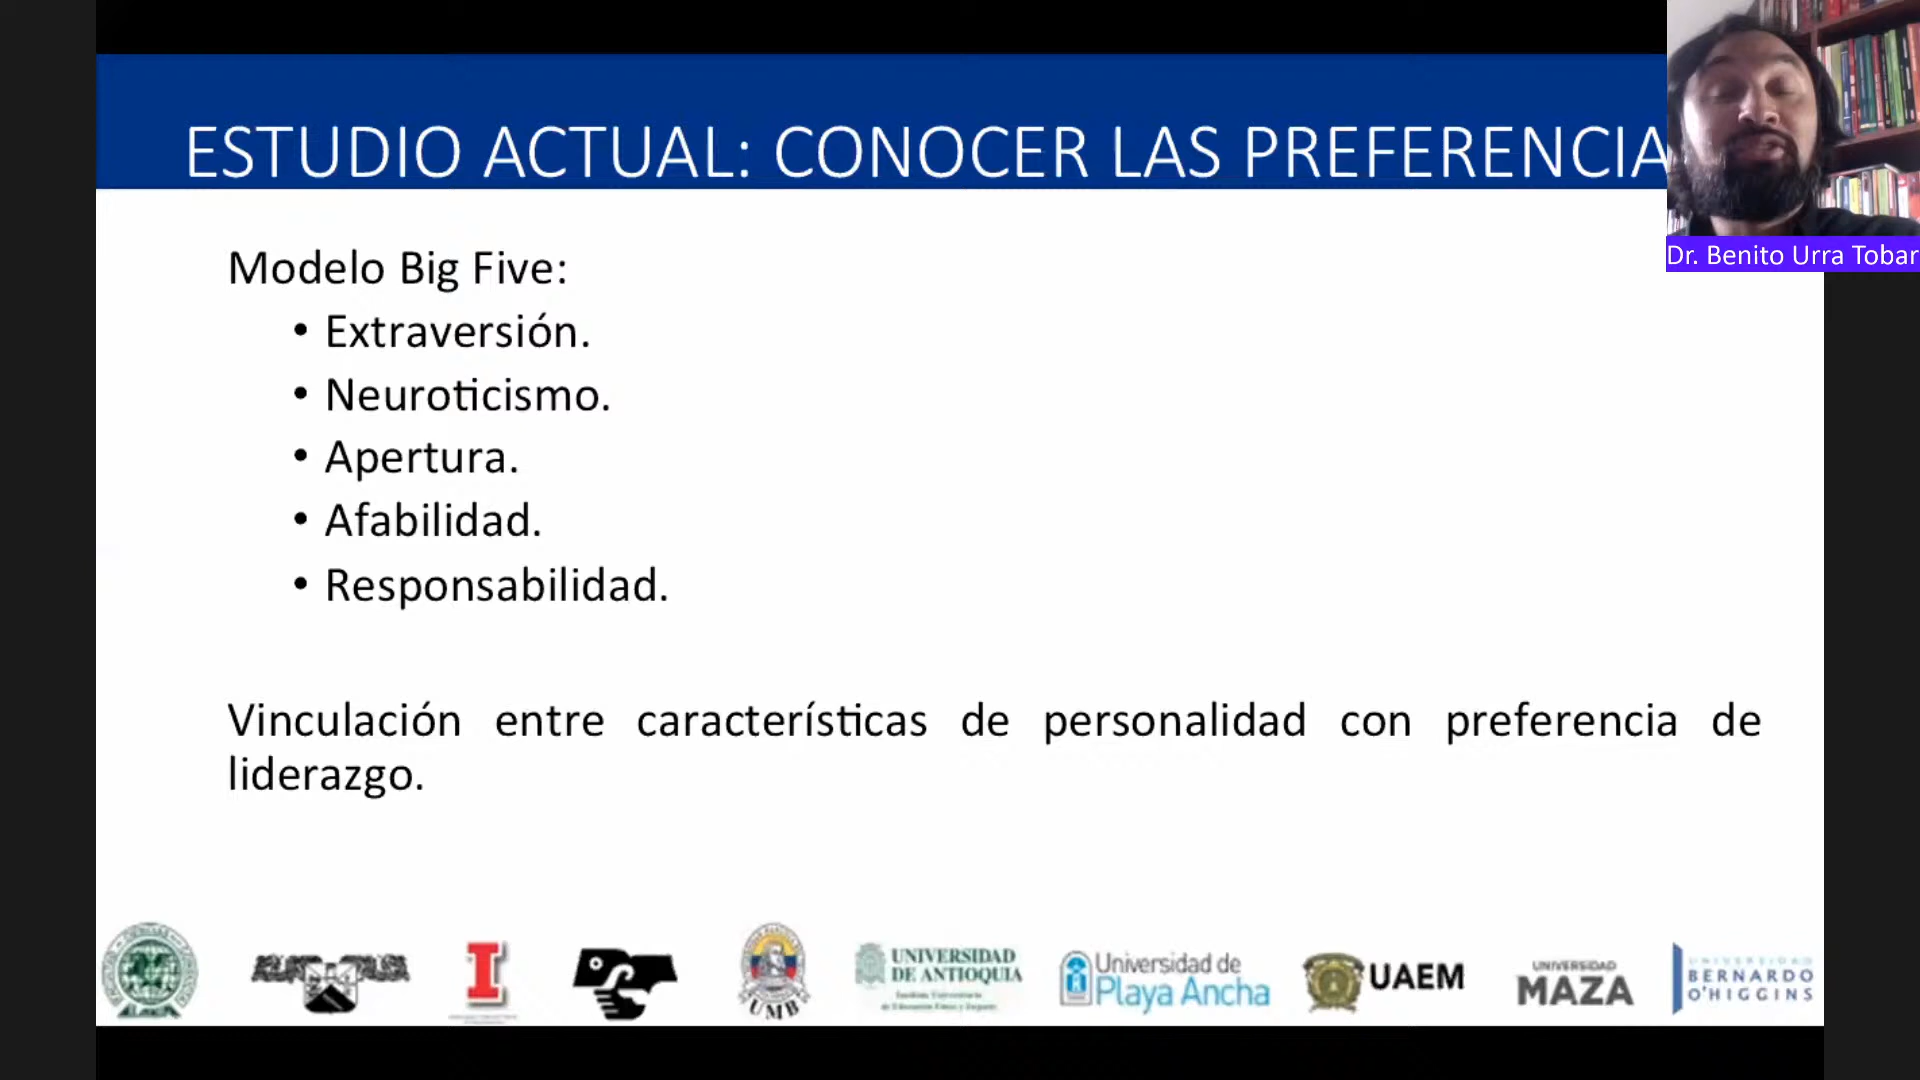 ESTUDIO ACTUAL: CONOCER LAS PREFERENCIA
Dr. Benito Urra Tobar
Modelo Big Five:
• Extraversión.
• Neuroticismo.
• Apertura.
• Afabilidad.
• Responsabilidad.
Vinculación entre características de personalidad con preferencia de
liderazgo.
I
UMB
UNIVERSIDAD
DE ANTIOQUIA
Universidad de
Playa Ancha
UAEM
UNIVERSIDAD
MAZA
UNIVERSIDAD
BERNARDO
O'HIGGINS